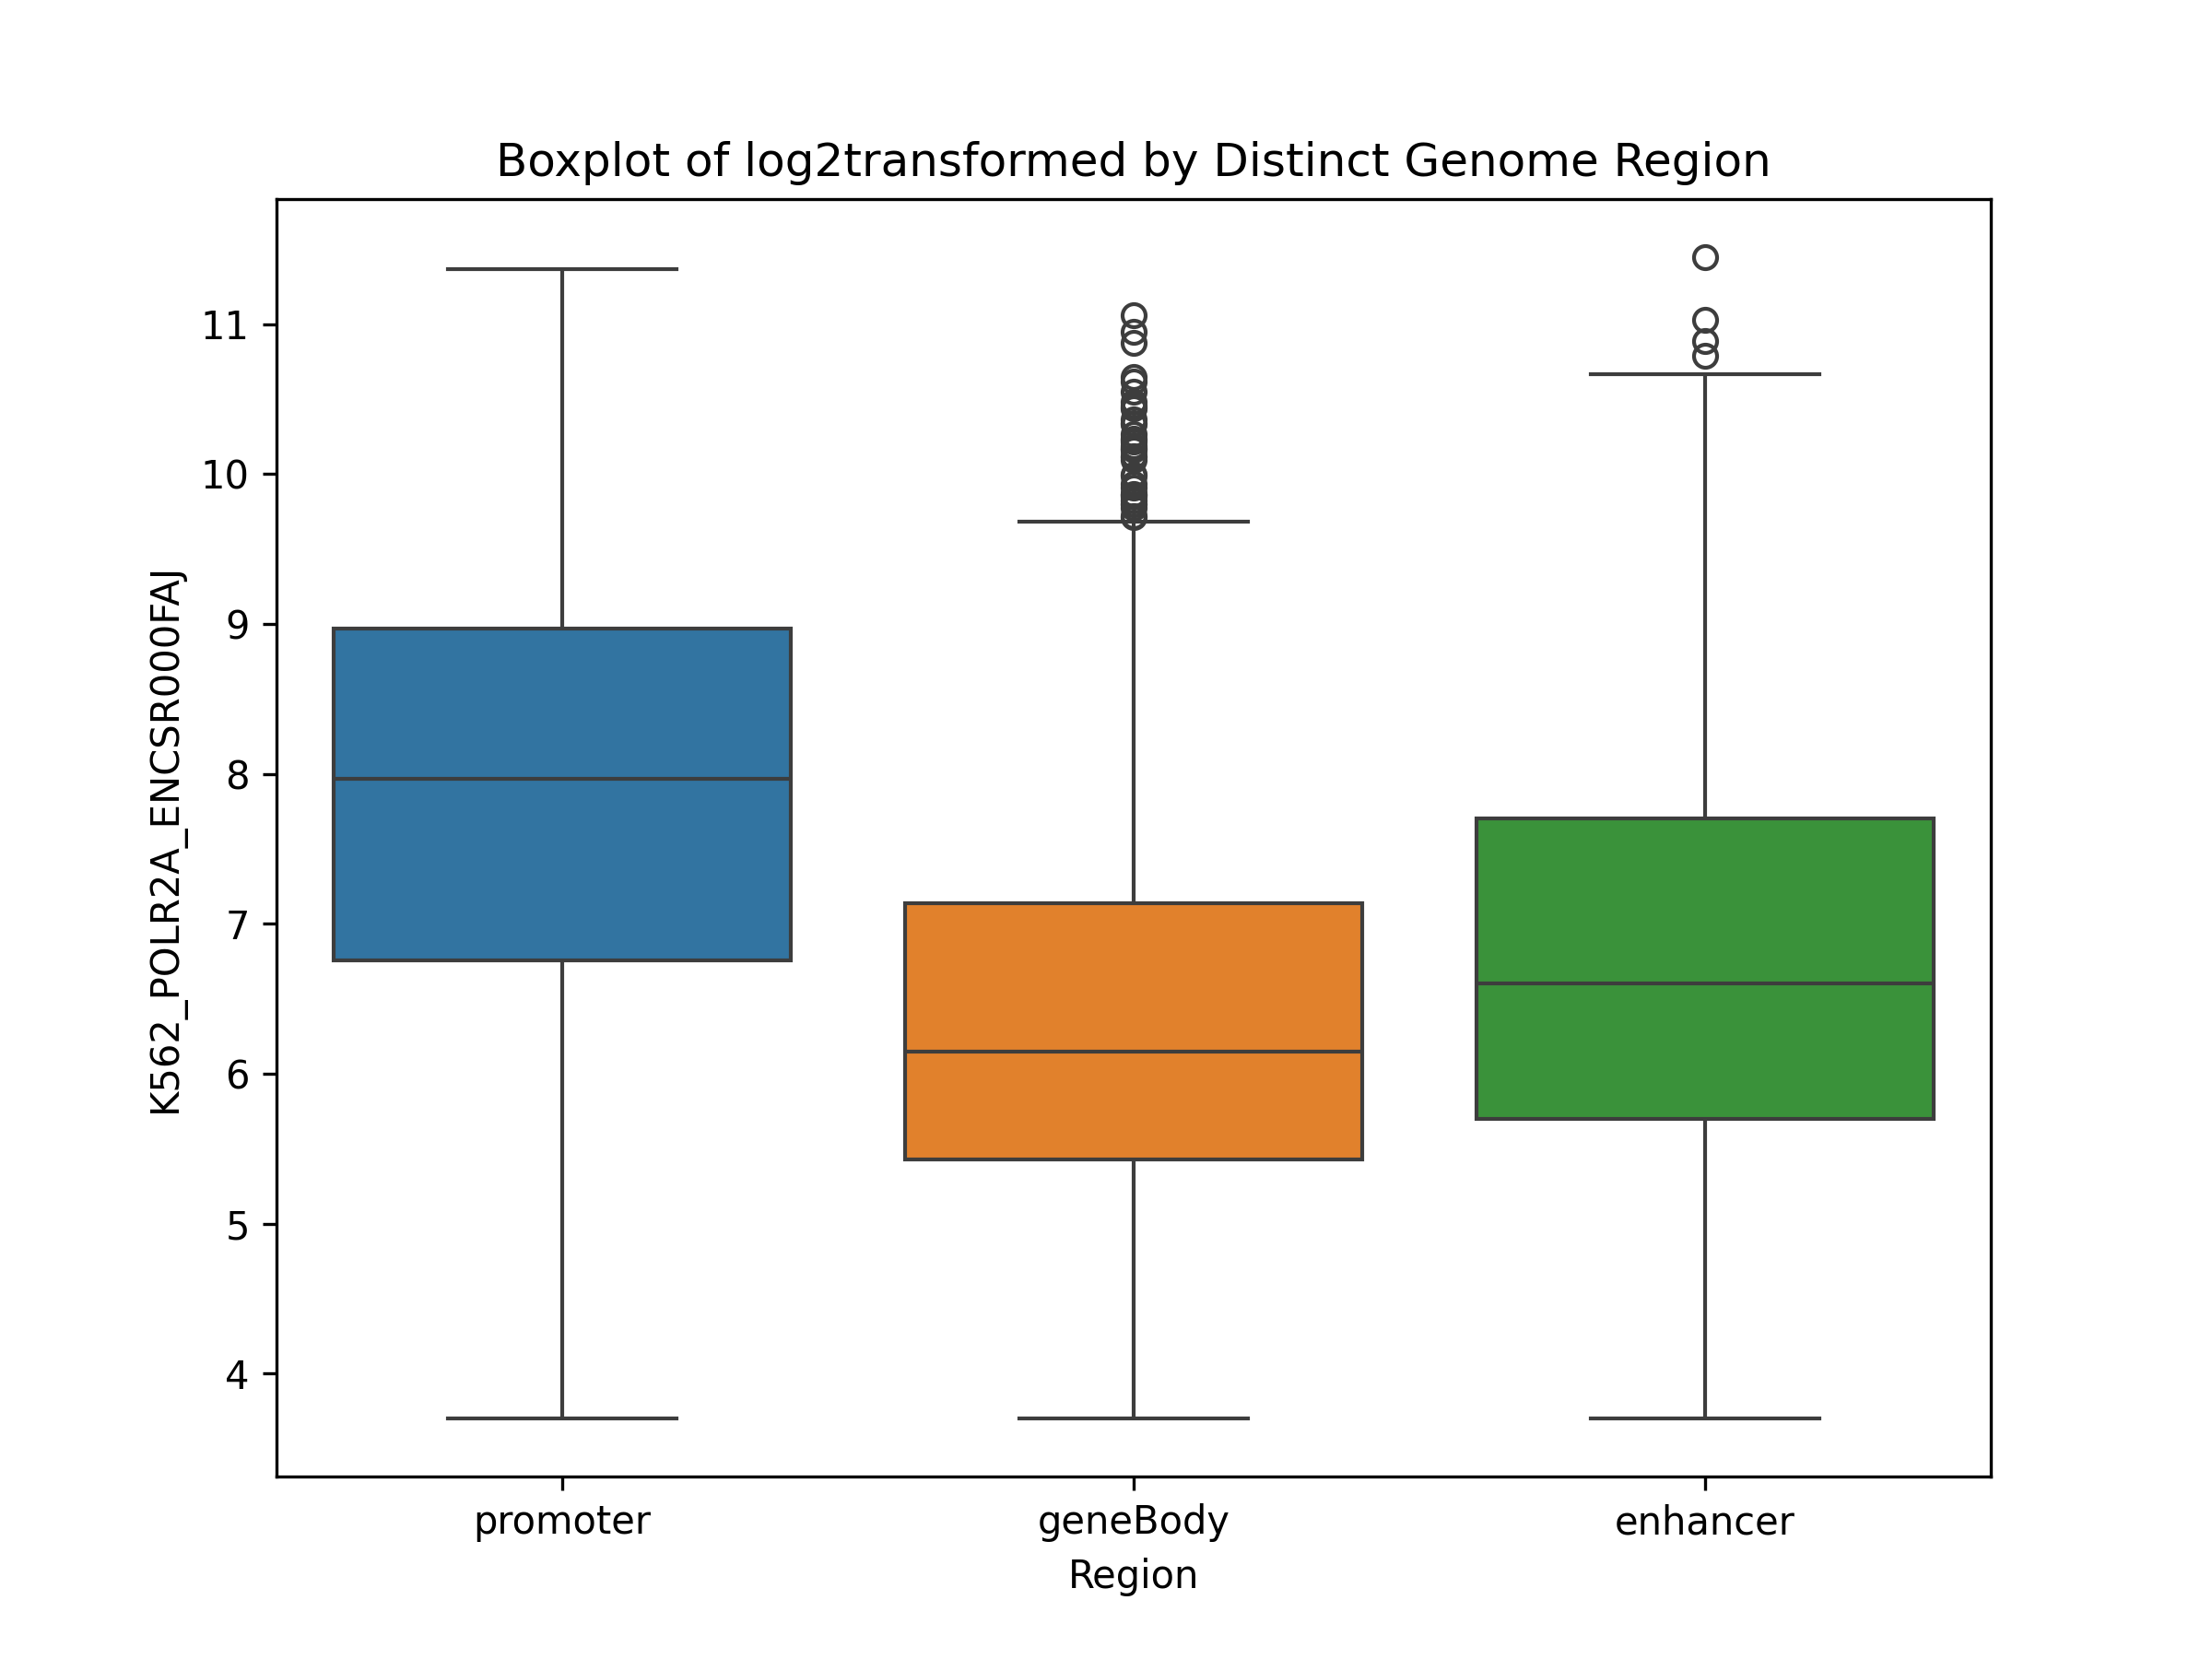 Boxplot of log2transformed by Distinct Genome Region
K562_POLR2A_ENCSR000FAJ
11
10
9
8
7
6
5
4
promoter
geneBody
enhancer
Region